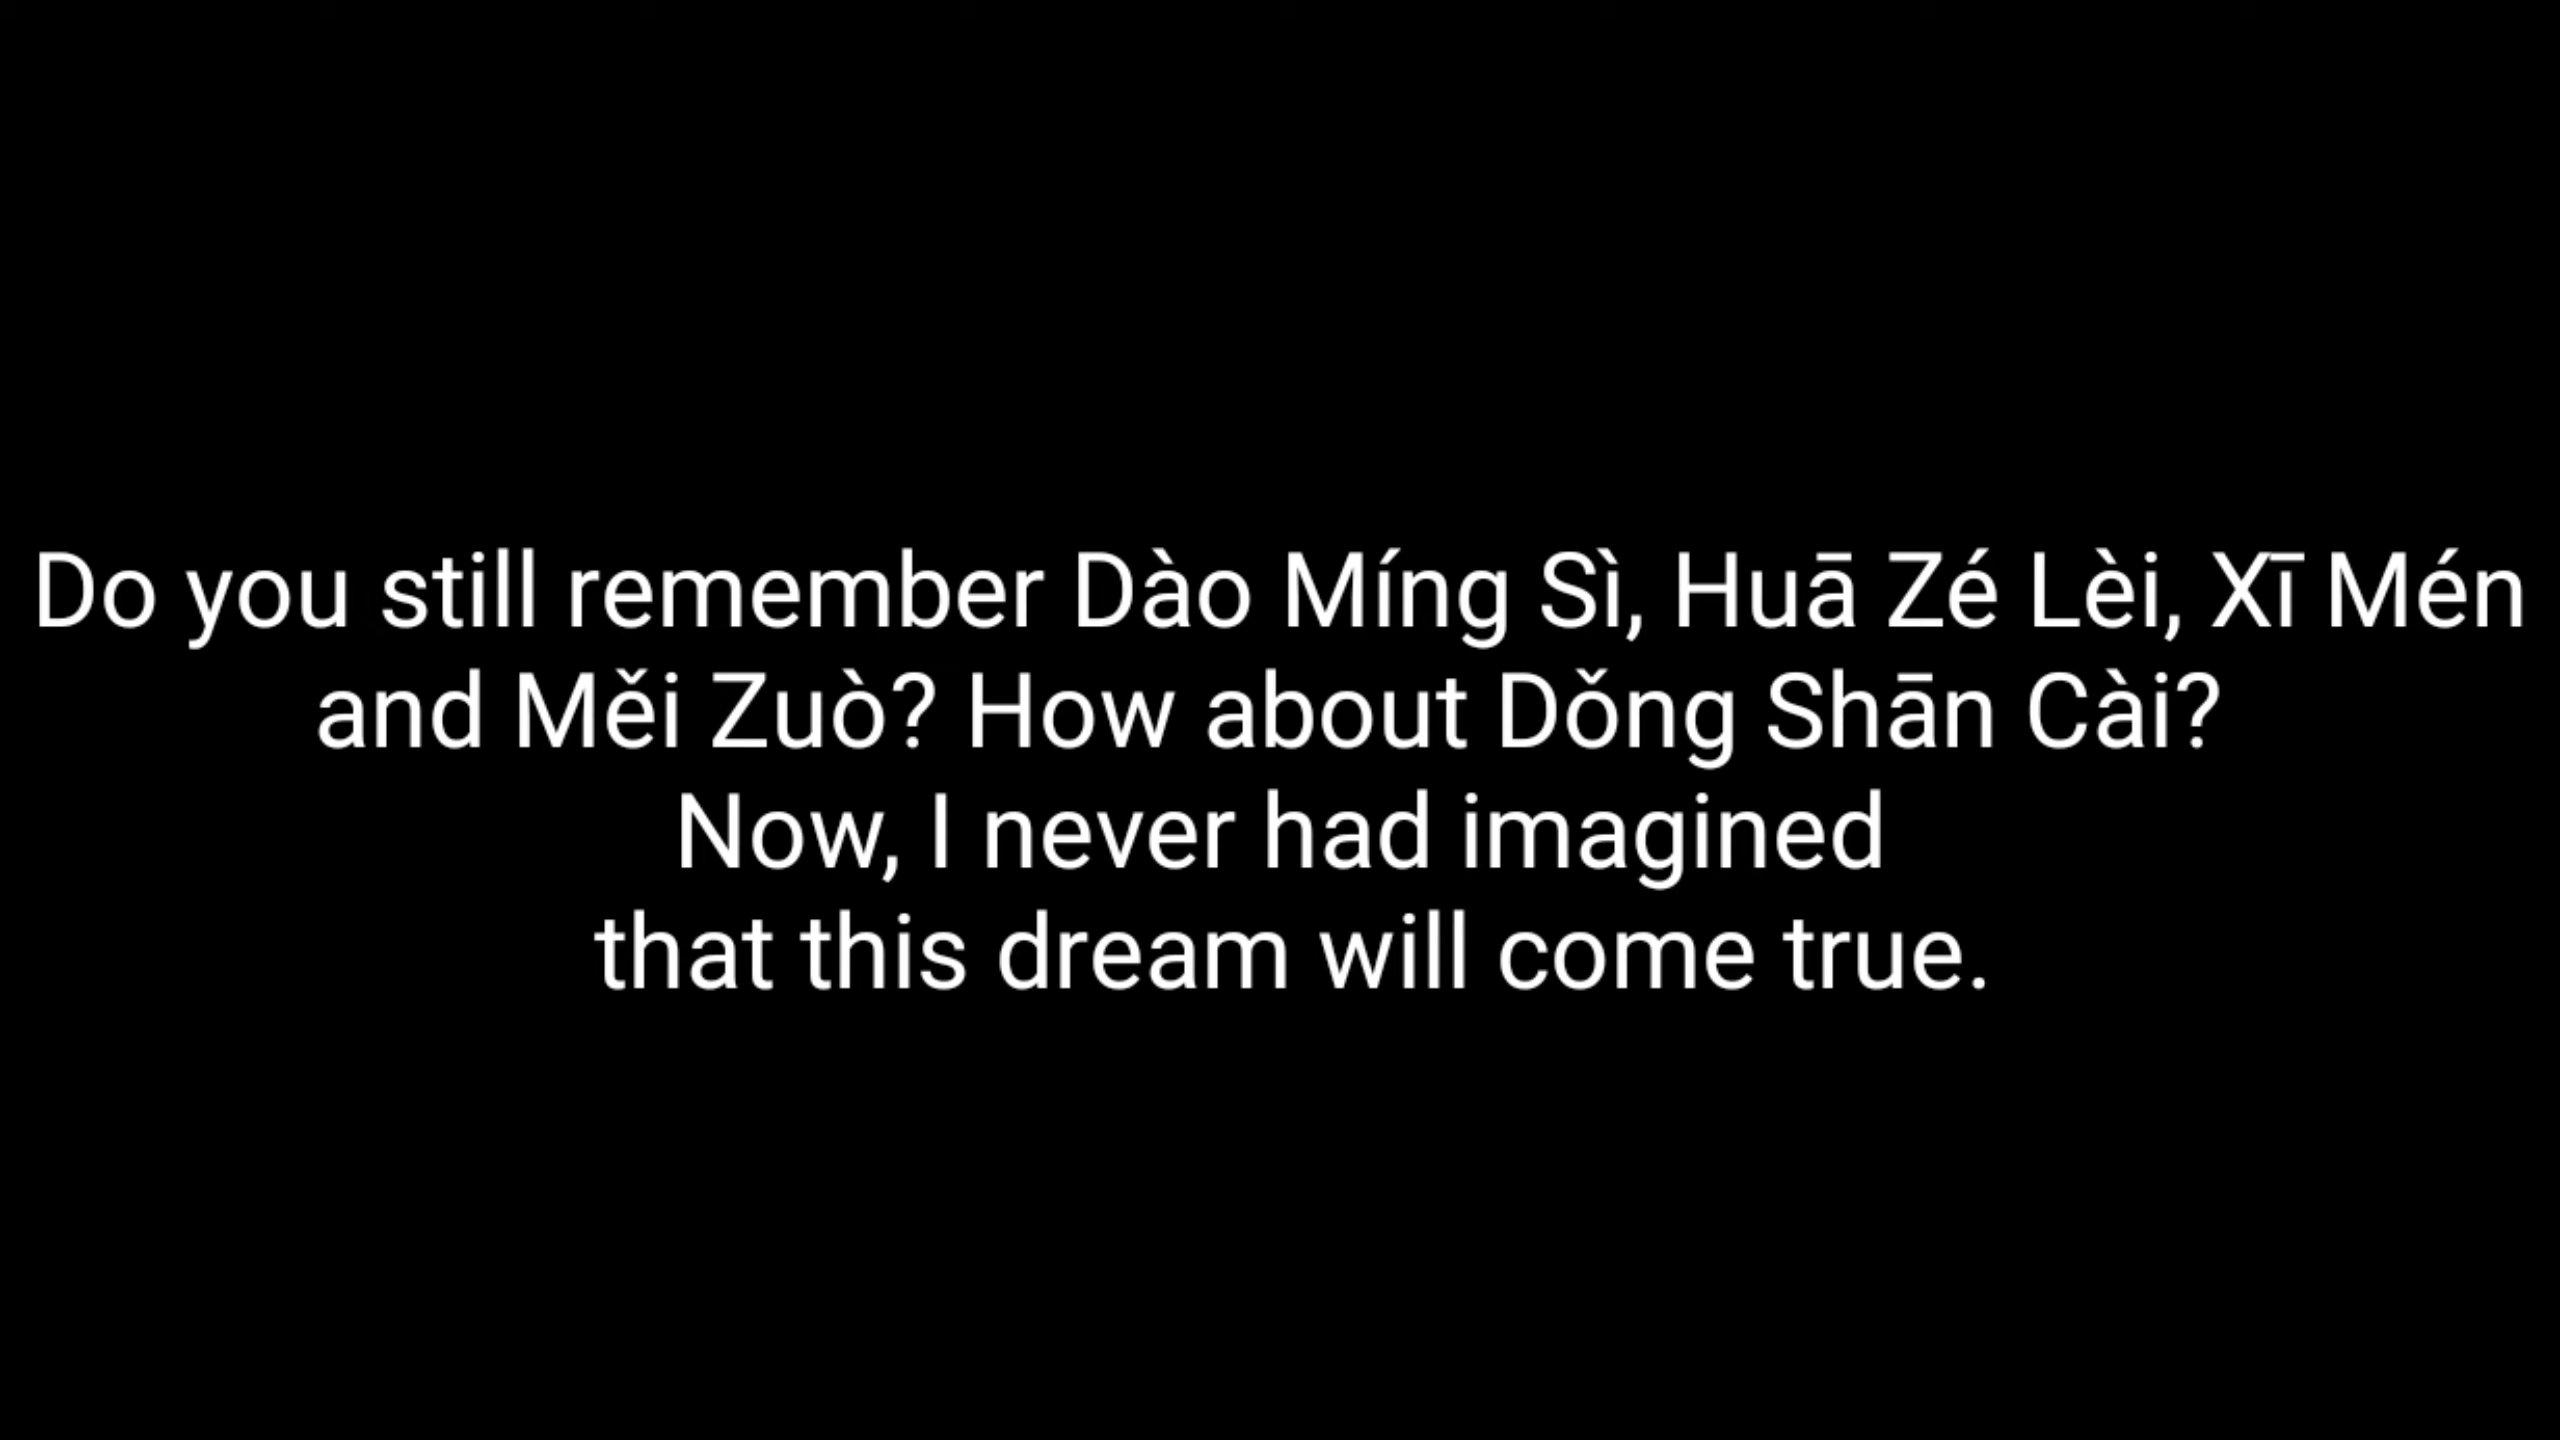 Do you still remember Dào Míng Sì, Huā Zé Lèi, Xī Mén
and Měi Zuò? How about Dǒng Shān Cài?
Now, I never had imagined
that this dream will come true.